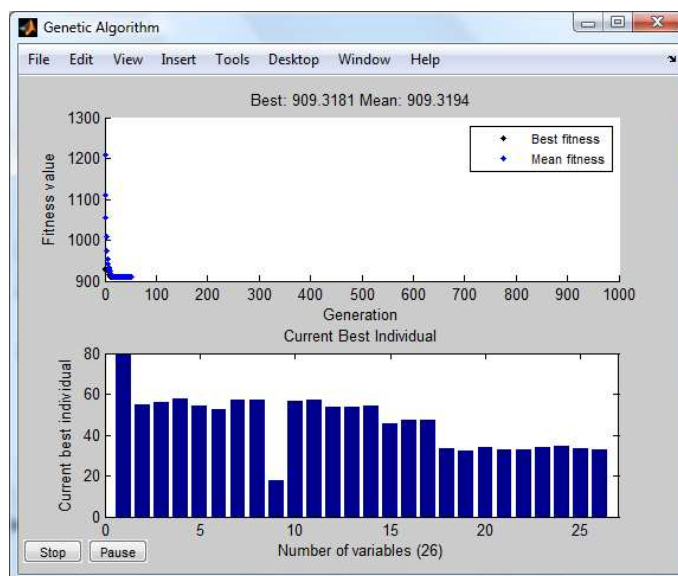 Genetic Algorithm
File Edit View Insert Tools Desktop Window Help
Best: 909.3181 Mean: 909.3194
1300
1200
1100
1000
900
Fitness value
Best fitness
Mean fitness
0 100 200 300 400 500 600 700 800 900 1000
Generation
Current Best Individual
80
60
40
20
0
Current best individual
0 5 10 15 20 25
Number of variables (26)
Stop Pause